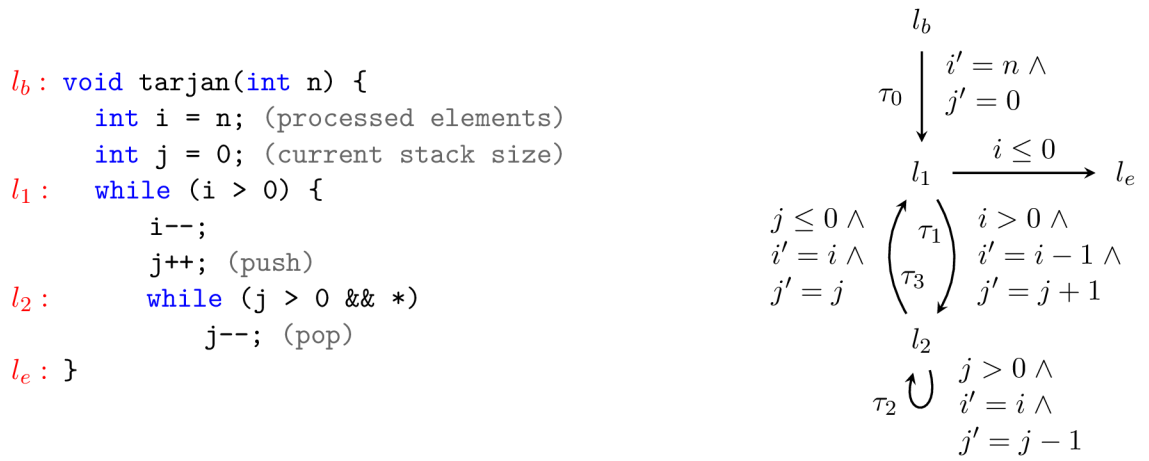 l_b : void tarjan(int n) {
int i = n; (processed elements)
int j = 0; (current stack size)
l_1 : while (i > 0) {
i--;
j++; (push)
l_2 : while (j > 0 && *)
j--; (pop)
l_e : }
l_b
i′ = n ∧
τ_0
j′ = 0
i ≤ 0
l_1
l_e
j ≤ 0 ∧
i′ = i ∧
j′ = j
τ_1
τ_3
i > 0 ∧
i′ = i − 1 ∧
j′ = j + 1
l_2
τ_2
j > 0 ∧
i′ = i ∧
j′ = j − 1